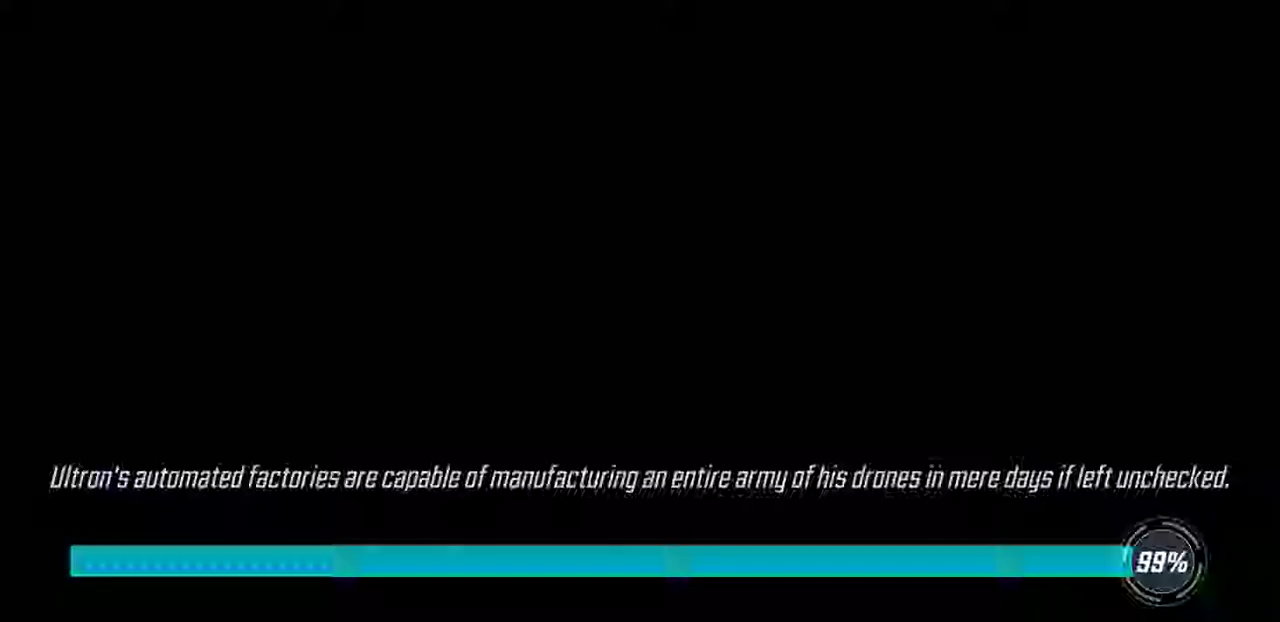 Ultron's automated factories are capable of manufacturing an entire army of his drones in mere days if left unchecked.
99%